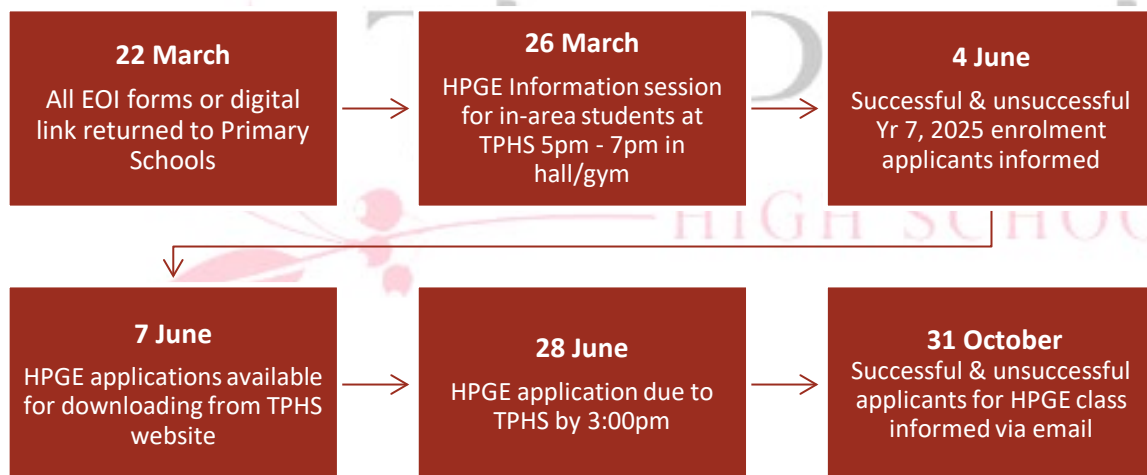 22 March
All EOI forms or digital
link returned to Primary
Schools
26 March
HPGE Information session
for in-area students at
TPHS 5pm - 7pm in
hall/gym
4 June
Successful & unsuccessful
Yr 7, 2025 enrolment
applicants informed
HIGH SCHOO
7 June
HPGE applications available
for downloading from TPHS
website
28 June
HPGE application due to
TPHS by 3:00pm
31 October
Successful & unsuccessful
applicants for HPGE class
informed via email